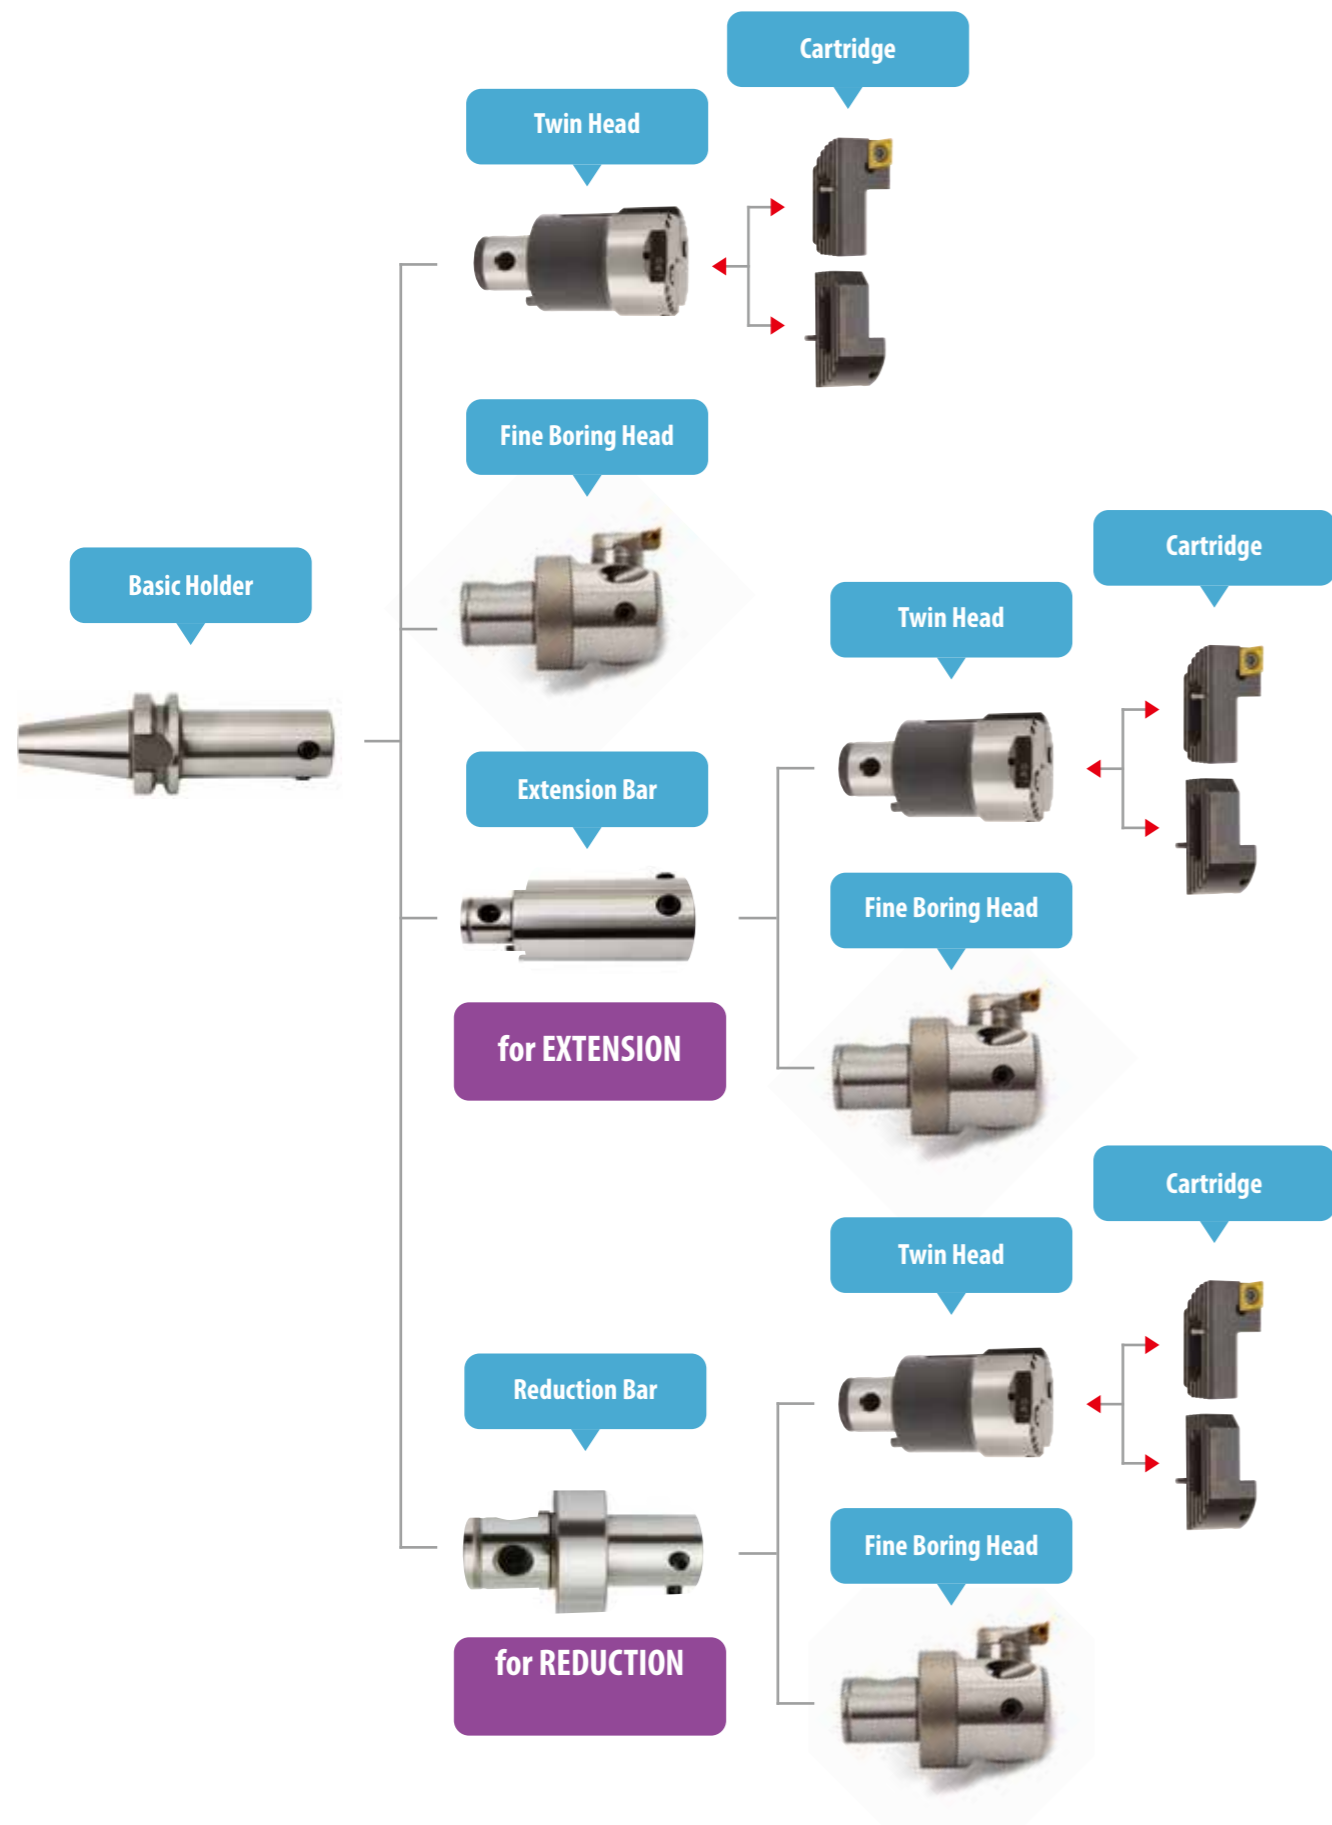 Cartridge
Twin Head
Fine Boring Head
Cartridge
Basic Holder
Twin Head
Extension Bar
Fine Boring Head
for EXTENSION
Cartridge
Twin Head
Reduction Bar
Fine Boring Head
for REDUCTION